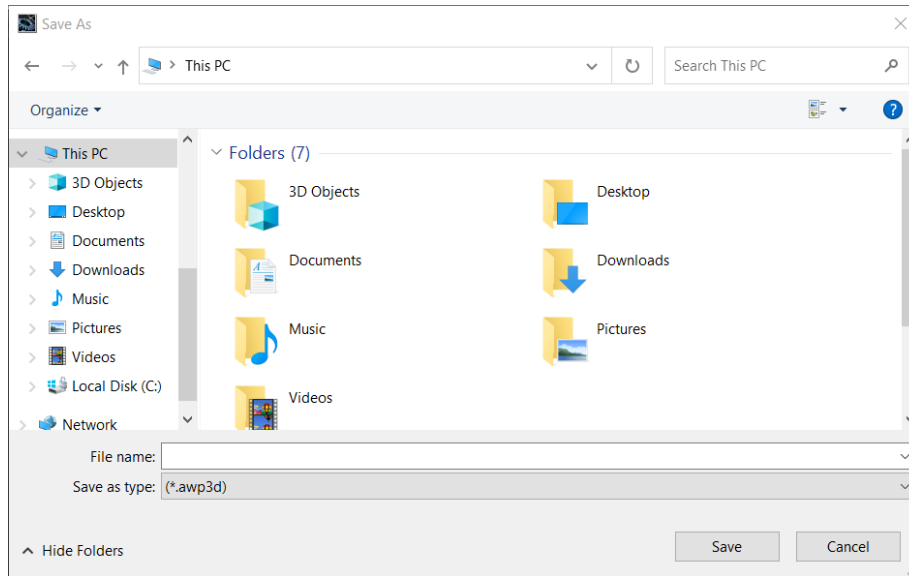 Save As
This PC
Search This PC
Organize
?
This PC
3D Objects
Desktop
Documents
Downloads
Music
Pictures
Videos
Local Disk (C:)
Network
Folders (7)
3D Objects
Desktop
Documents
Downloads
Music
Pictures
Videos
File name:
Save as type: (*.awp3d)
Hide Folders
Save
Cancel